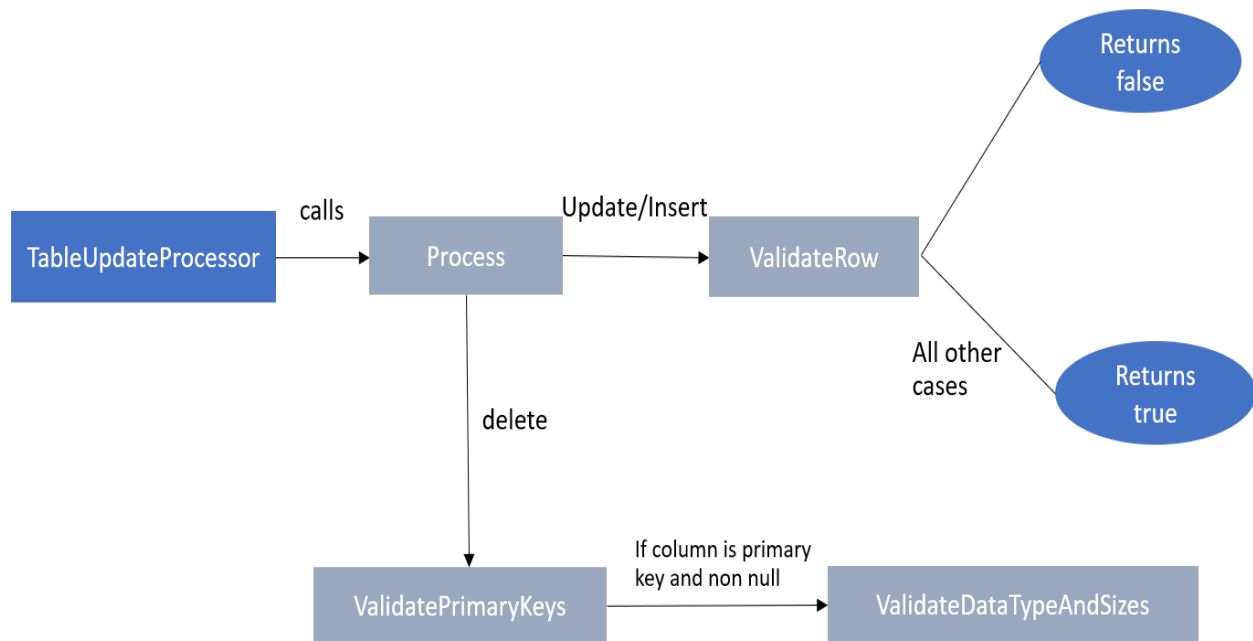 Returns
false
calls
Update/Insert
TableUpdateProcessor
Process
ValidateRow
All other
cases
Returns
true
delete
If column is primary
key and non null
ValidatePrimaryKeys
ValidateDataTypeAndSizes